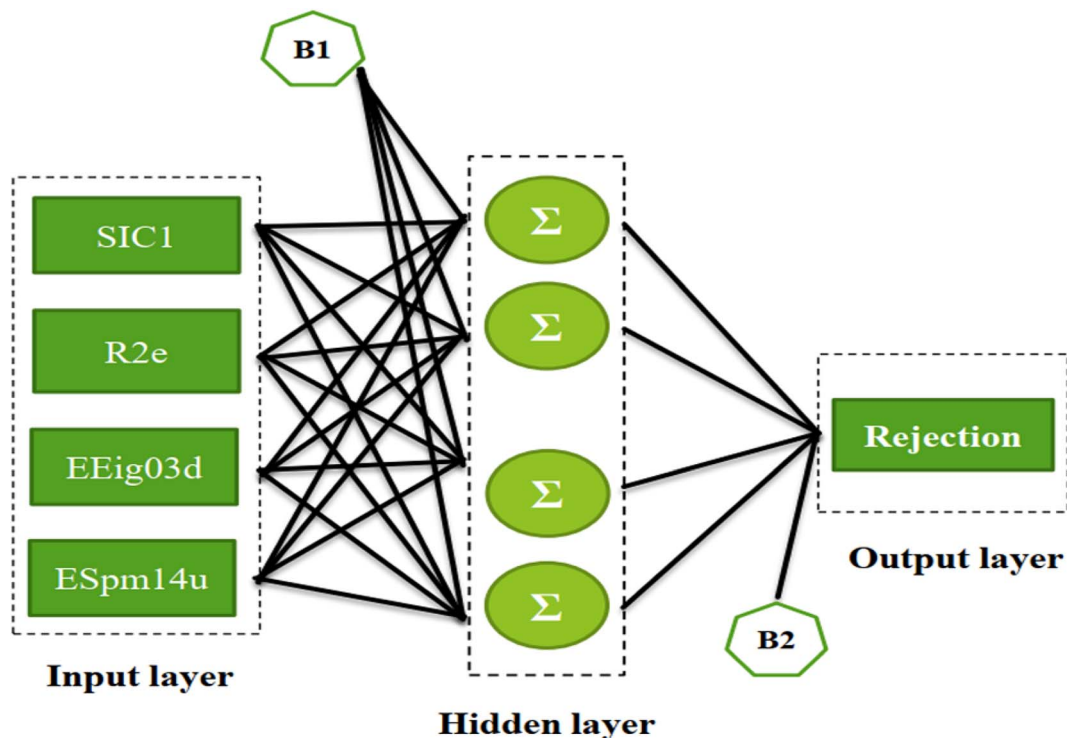 B1
SIC1
R2e
EEig03d
ESpm14u
Input layer
Σ
Σ
Σ
Σ
Hidden layer
Rejection
Output layer
B2